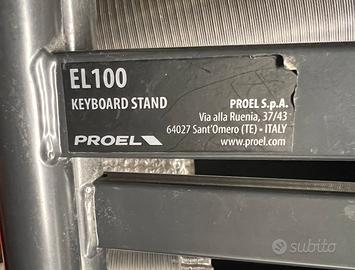 EL100
KEYBOARD STAND
PROEL
PROEL S.p.A.
Via alla Ruenia, 37/43
64027 Sant'Omero (TE) - ITALY
www.proel.com
subito